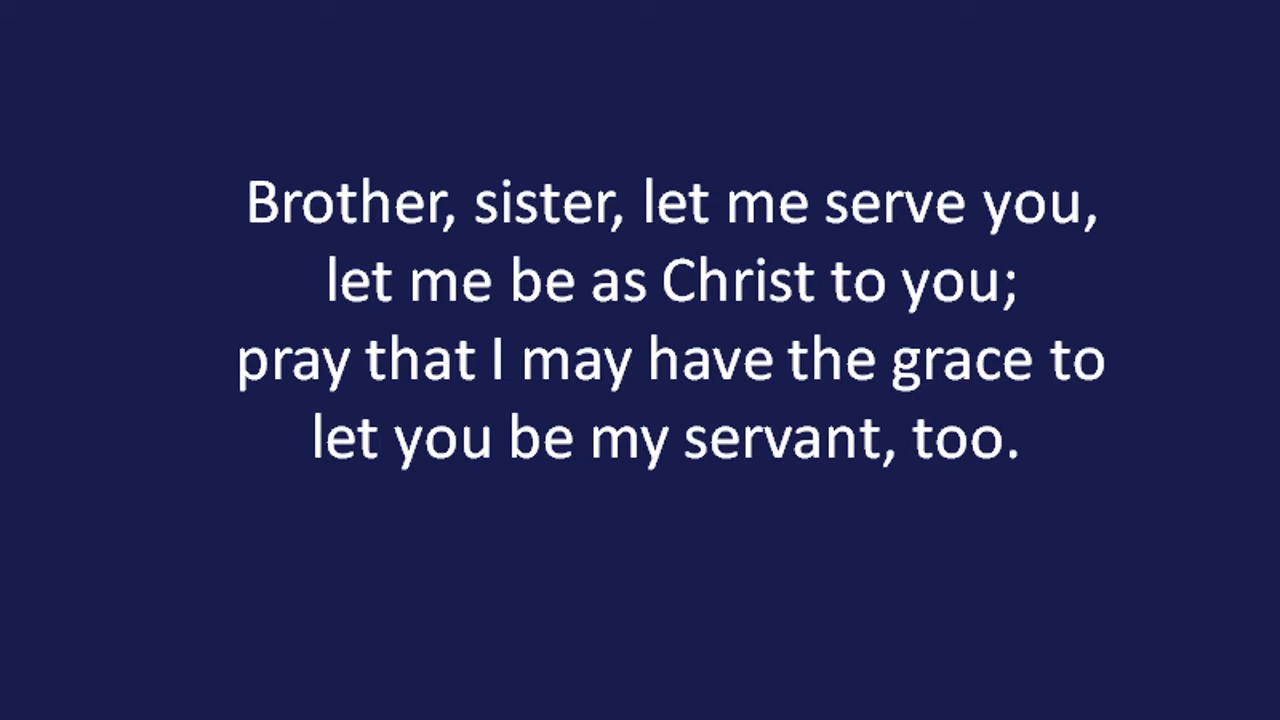 Brother, sister, let me serve you,
let me be as Christ to you;
pray that I may have the grace to
let you be my servant, too.